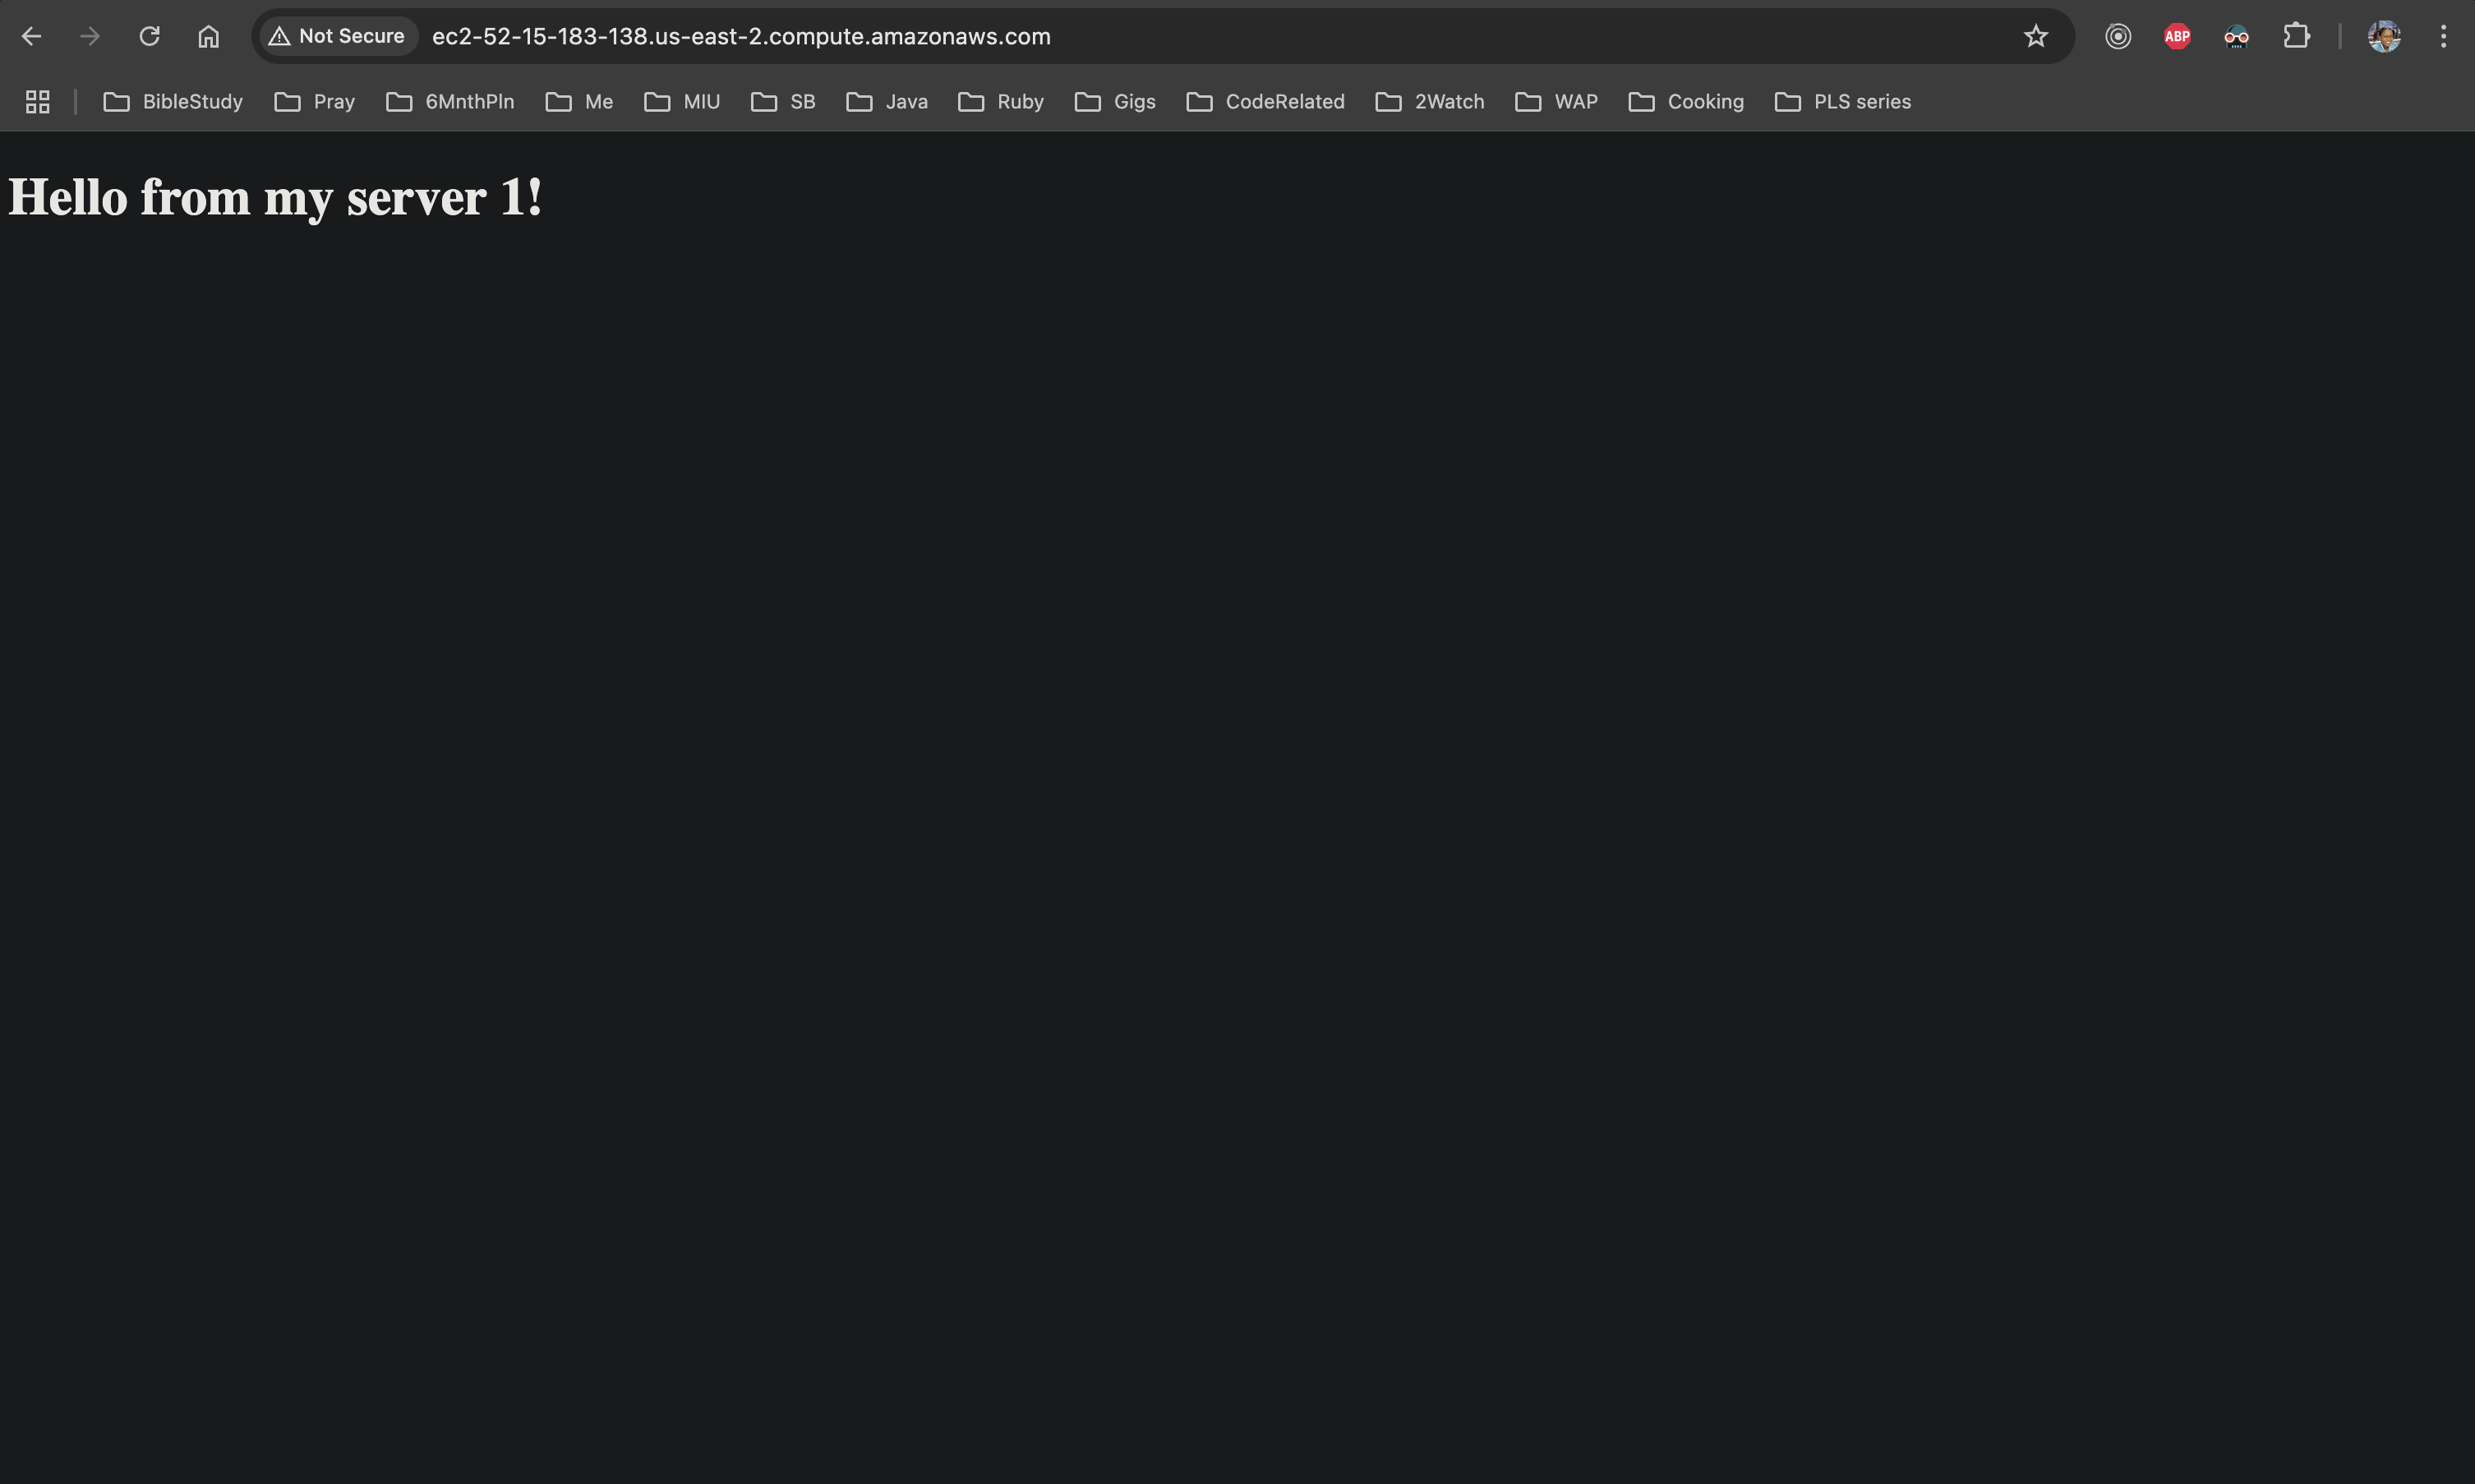 Not Secure ec2-52-15-183-138.us-east-2.compute.amazonaws.com ABP
BibleStudy Pray 6MnthPln Me MIU SB Java Ruby Gigs CodeRelated 2Watch WAP Cooking PLS series
Hello from my server 1!